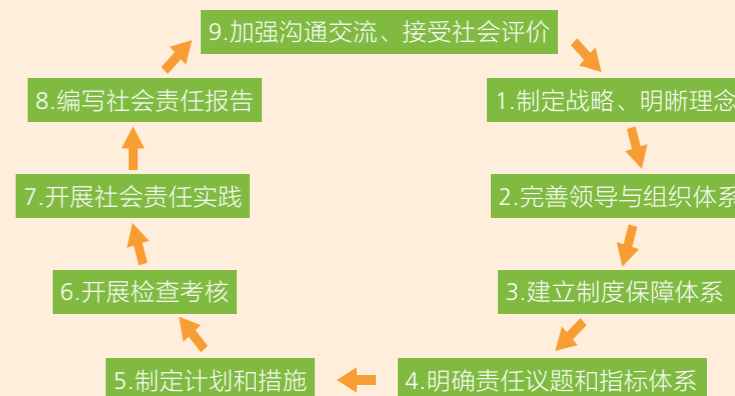 9.加强沟通交流、接受社会评价
8.编写社会责任报告
1.制定战略、明晰理念
7.开展社会责任实践
2.完善领导与组织体系
6.开展检查考核
3.建立制度保障体系
5.制定计划和措施
4.明确责任议题和指标体系